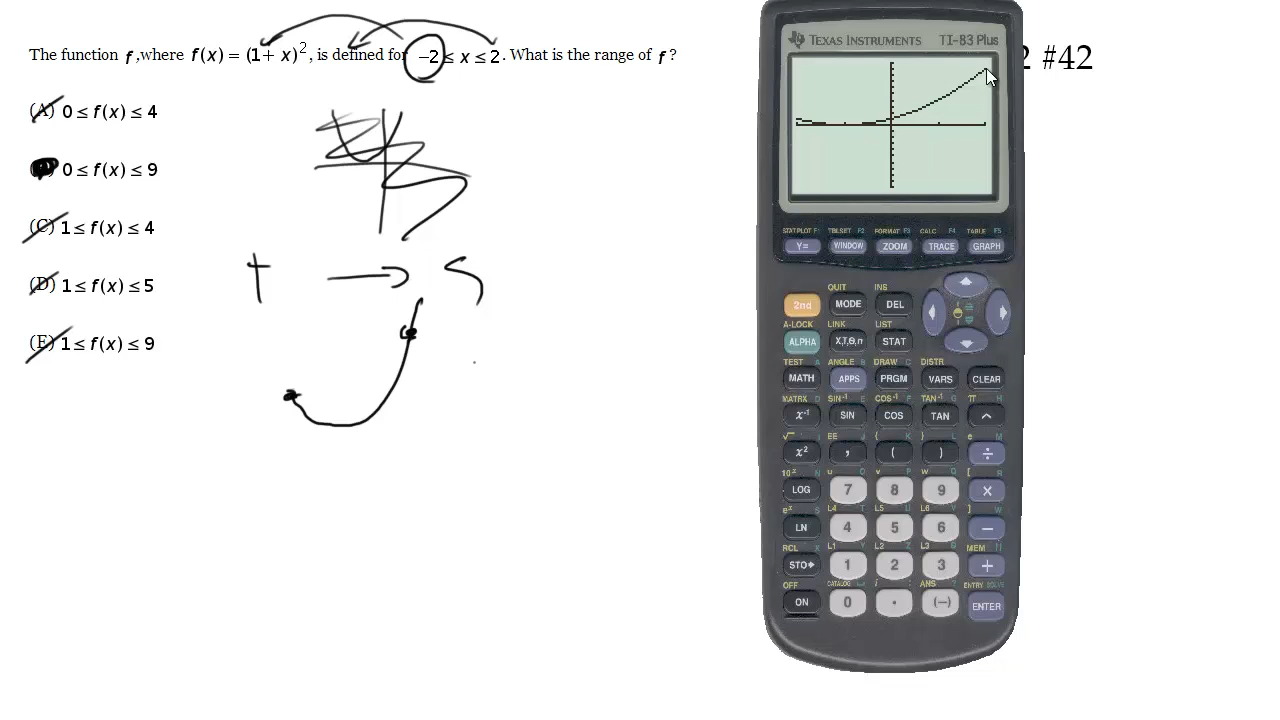 The function f,where f(x) = (1+ x)², is defined for −2 ≤ x ≤ 2. What is the range of f ?
2 #42
(A) 0 ≤ f(x) ≤ 4
0 ≤ f(x) ≤ 9
(C) 1 ≤ f(x) ≤ 4
(D) 1 ≤ f(x) ≤ 5
(E) 1 ≤ f(x) ≤ 9
TEXAS INSTRUMENTS TI-83 Plus
STAT PLOT F1 TBLSET F2 FORMAT F3 CALC F4 TABLE F5
Y= WINDOW ZOOM TRACE GRAPH
QUIT INS
2nd MODE DEL
A-LOCK LINK LIST
ALPHA X,T,Θ,n STAT
TEST A ANGLE B DRAW C DISTR
MATH APPS PRGM VARS CLEAR
MATRX D SIN⁻¹ E COS⁻¹ F TAN⁻¹ G π H
x⁻¹ SIN COS TAN ^
√ I EE J { K } L e M
x² , ( ) ÷
10ˣ N u O v P w Q [ R
LOG 7 8 9 ×
eˣ S L4 T L5 U L6 V ] W
LN 4 5 6 −
RCL X L1 Y L2 Z L3 θ MEM "
STO▸ 1 2 3 +
OFF CATALOG i : ANS ? ENTRY SOLVE
ON 0 . (−) ENTER